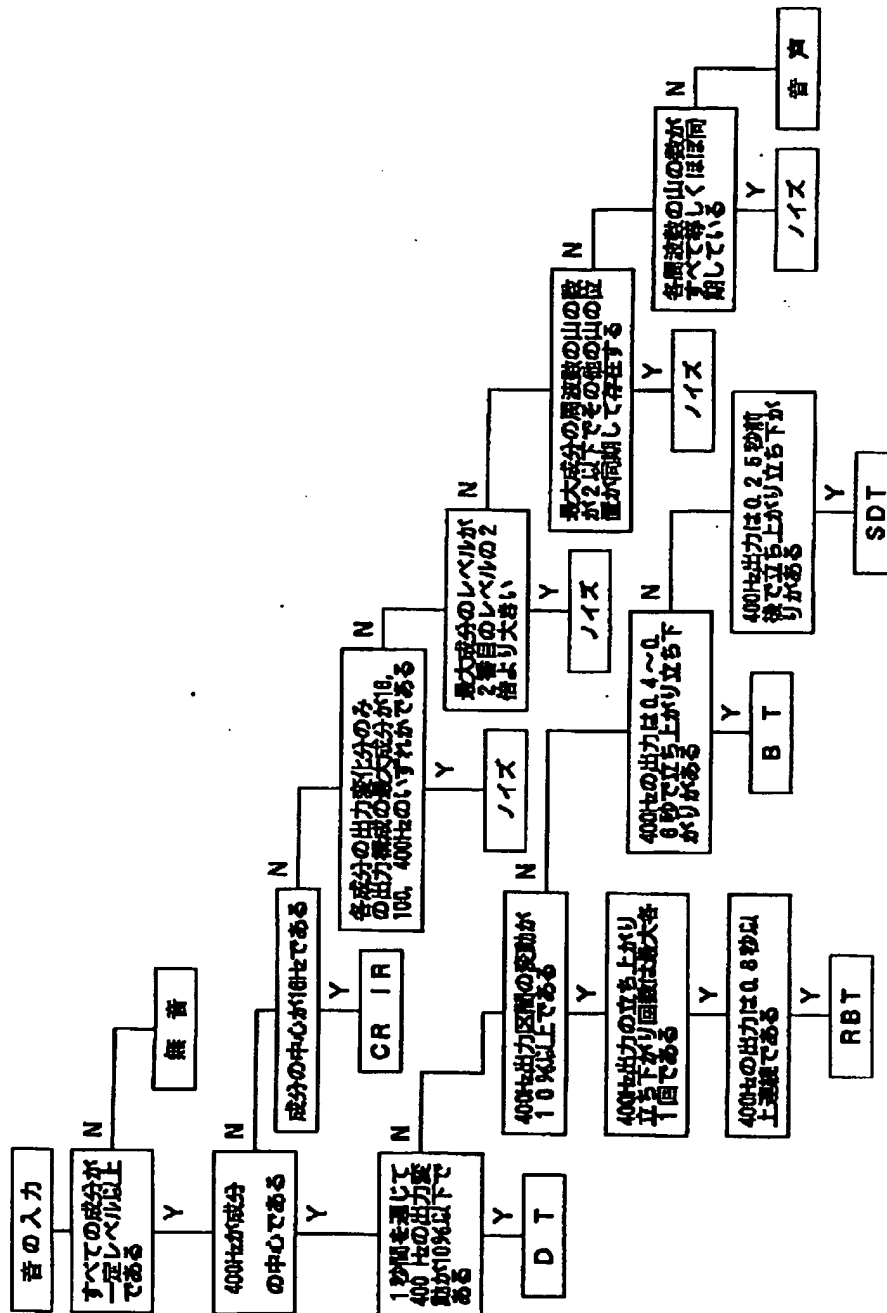 音の入力
すべての成分が
一定レベル以上
である
N
無 音
Y
400Hzが成分
の中心である
N
成分の中心が16Hzである
N
Y
CR IR
各成分の出力変化分のみ
の出力構成の最大成分が16,
100, 400Hzのいずれかである
N
Y
ノイズ
最大成分のレベルが
2番目のレベルの2
倍より大きい
N
Y
ノイズ
最大成分の周波数の山の数
が2以下でその他の山の位
置が同期して存在する
N
Y
ノイズ
各周波数の山の数が
すべて等しくほぼ同
期している
N
音 声
Y
ノイズ
Y
1秒間を通じて
400 Hzの出力変
動が10%以下で
ある
N
Y
D T
400Hz出力区間の変動が
10%以上である
N
Y
400Hz出力の立ち上がり
立ち下がり回数は最大各
1回である
Y
400Hzの出力は0.8秒以
上連続である
Y
RBT
400Hzの出力は0.4〜0.
6秒で立ち上がり立ち下
がりがある
N
Y
B T
400Hz出力は0.25秒前
後で立ち上がり立ち下が
りがある
Y
SDT